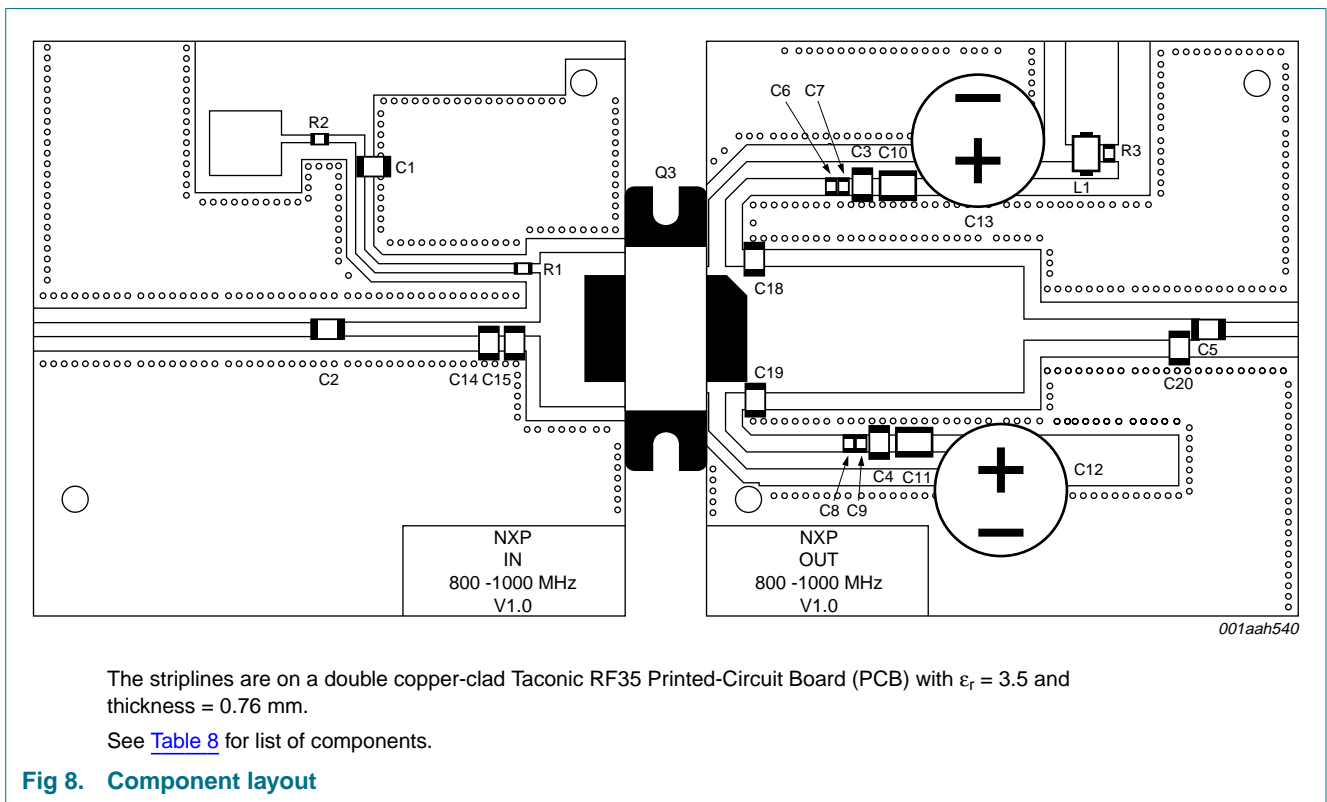 C6 C7
R2
C1
C3 C10
R3
L1
Q3
C13
R1
C18
C2
C14 C15
C5
C20
C19
C4 C11
C12
C8 C9
NXP
IN
800 -1000 MHz
V1.0
NXP
OUT
800 -1000 MHz
V1.0
001aah540
The striplines are on a double copper-clad Taconic RF35 Printed-Circuit Board (PCB) with εr = 3.5 and
thickness = 0.76 mm.
See Table 8 for list of components.
Fig 8. Component layout